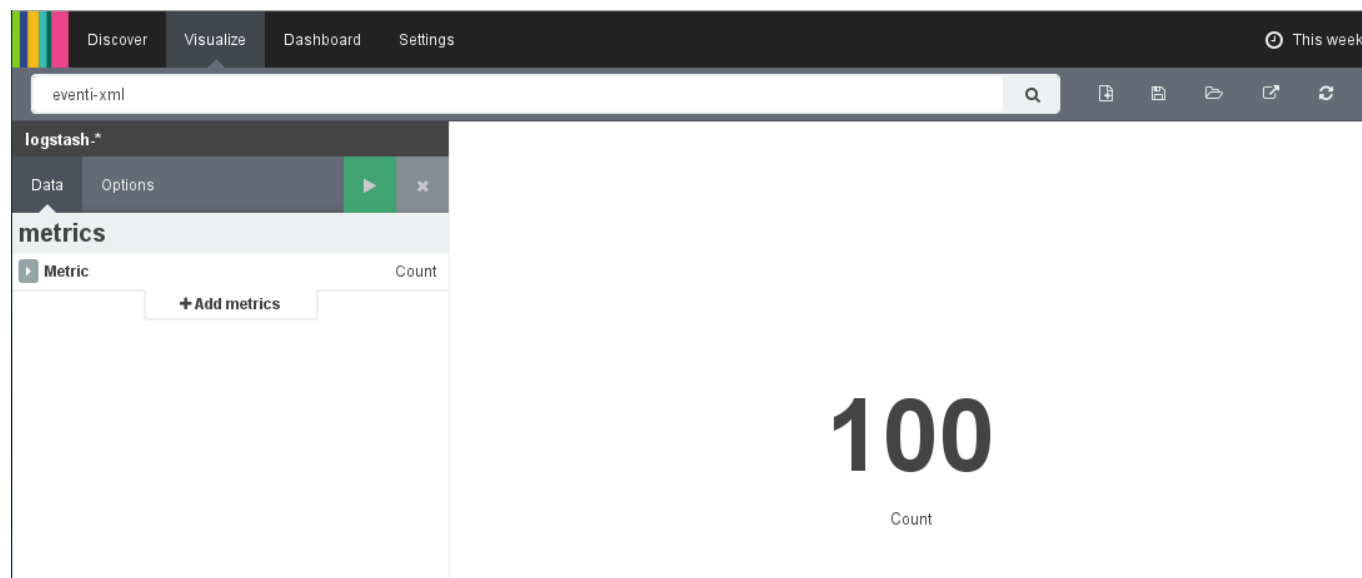 Discover Visualize Dashboard Settings This week
eventi-xml
logstash-*
Data Options
metrics
Metric Count
Add metrics
100
Count